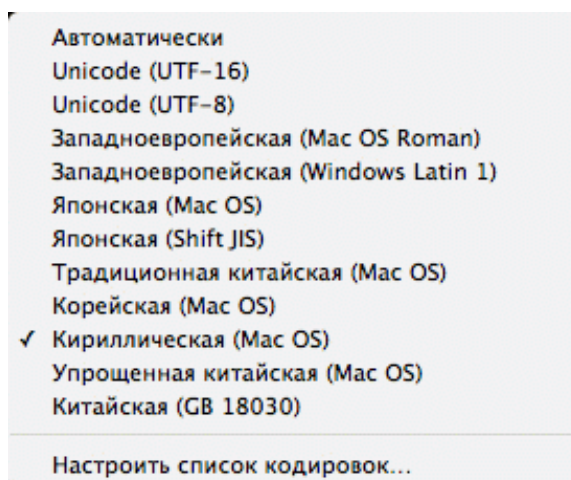 Автоматически
Unicode (UTF-16)
Unicode (UTF-8)
Западноевропейская (Mac OS Roman)
Западноевропейская (Windows Latin 1)
Японская (Mac OS)
Японская (Shift JIS)
Традиционная китайская (Mac OS)
Корейская (Mac OS)
✓ Кириллическая (Mac OS)
Упрощенная китайская (Mac OS)
Китайская (GB 18030)
Настроить список кодировок...